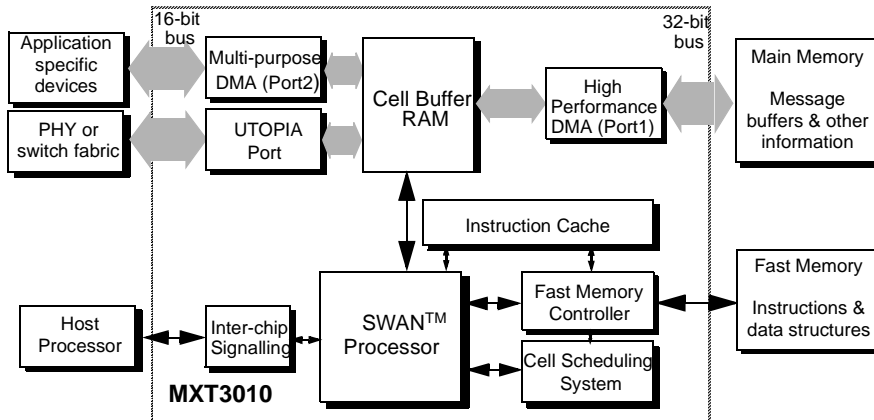 16-bit
bus
32-bit
bus
Application
specific
devices
Multi-purpose
DMA (Port2)
Cell Buffer
RAM
High
Performance
DMA (Port1)
Main Memory
Message
buffers & other
information
PHY or
switch fabric
UTOPIA
Port
Instruction Cache
Host
Processor
Inter-chip
Signalling
SWAN™
Processor
Fast Memory
Controller
Fast Memory
Instructions &
data structures
Cell Scheduling
System
MXT3010